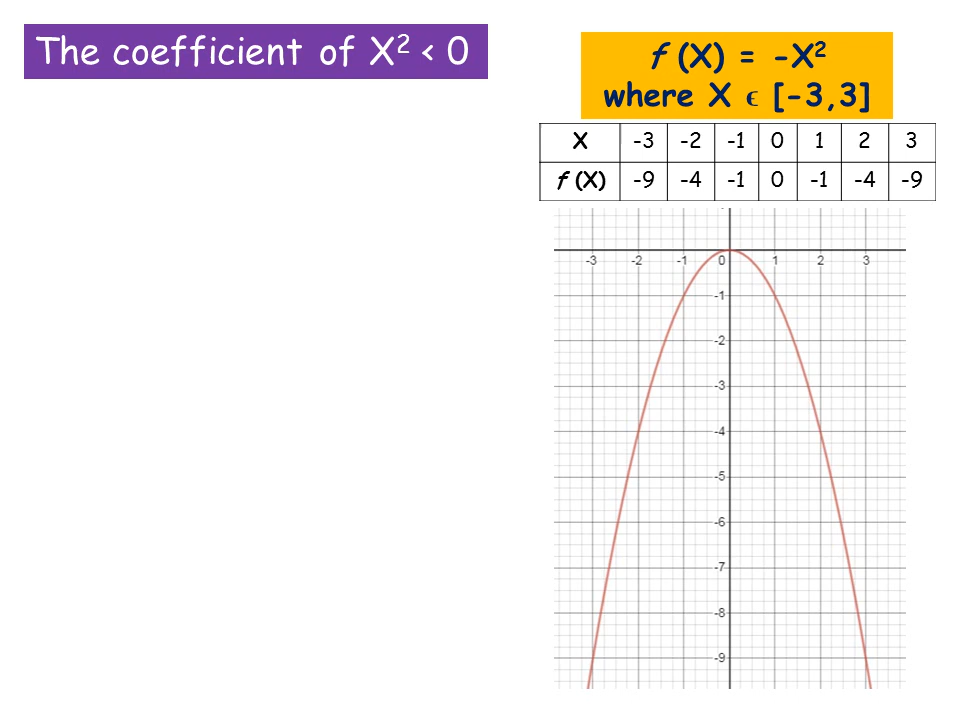 The coefficient of X² < 0
f (X) = -X²
where X ϵ [-3,3]
X -3 -2 -1 0 1 2 3
f (X) -9 -4 -1 0 -1 -4 -9
-3 -2 -1 0 1 2 3
-1
-2
-3
-4
-5
-6
-7
-8
-9